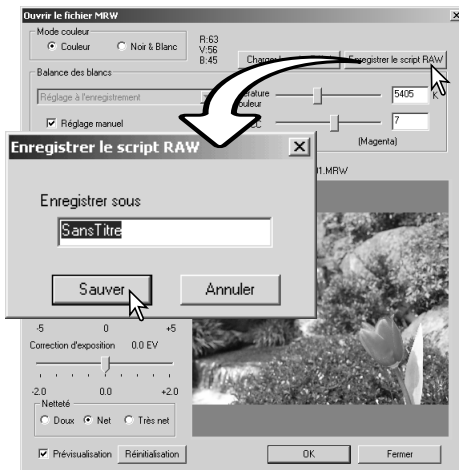 Ouvrir le fichier MRW
Mode couleur
Couleur Noir & Blanc
R:63
V:56
B:45
Enregistrer le script RAW
Balance des blancs
Réglage à l'enregistrement
5405 K
Réglage manuel
7
(Magenta)
Enregistrer le script RAW
Enregistrer sous
SansTitre
Sauver Annuler
-5 0 +5
Correction d'exposition 0.0 EV
-2.0 0.0 +2.0
Netteté
Doux Net Très net
Prévisualisation Réinitialisation OK Fermer